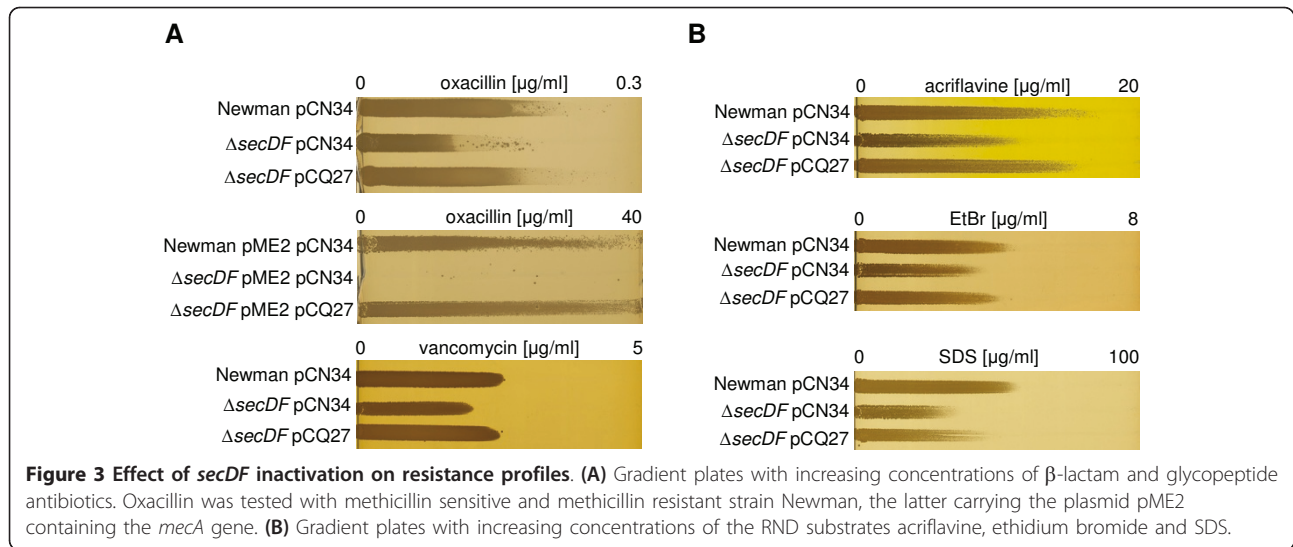 A
0 oxacillin [µg/ml] 0.3
Newman pCN34
ΔsecDF pCN34
ΔsecDF pCQ27
0 oxacillin [µg/ml] 40
Newman pME2 pCN34
ΔsecDF pME2 pCN34
ΔsecDF pME2 pCQ27
0 vancomycin [µg/ml] 5
Newman pCN34
ΔsecDF pCN34
ΔsecDF pCQ27
B
0 acriflavine [µg/ml] 20
Newman pCN34
ΔsecDF pCN34
ΔsecDF pCQ27
0 EtBr [µg/ml] 8
Newman pCN34
ΔsecDF pCN34
ΔsecDF pCQ27
0 SDS [µg/ml] 100
Newman pCN34
ΔsecDF pCN34
ΔsecDF pCQ27
Figure 3 Effect of secDF inactivation on resistance profiles. (A) Gradient plates with increasing concentrations of β-lactam and glycopeptide
antibiotics. Oxacillin was tested with methicillin sensitive and methicillin resistant strain Newman, the latter carrying the plasmid pME2
containing the mecA gene. (B) Gradient plates with increasing concentrations of the RND substrates acriflavine, ethidium bromide and SDS.